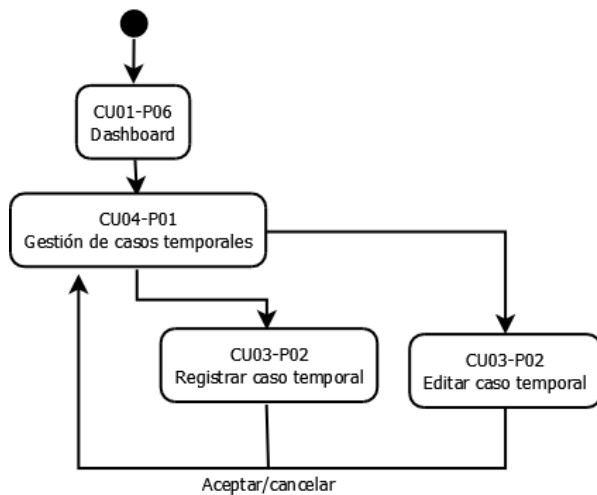 CU01-P06
Dashboard
CU04-P01
Gestión de casos temporales
CU03-P02
Registrar caso temporal
CU03-P02
Editar caso temporal
Aceptar/cancelar